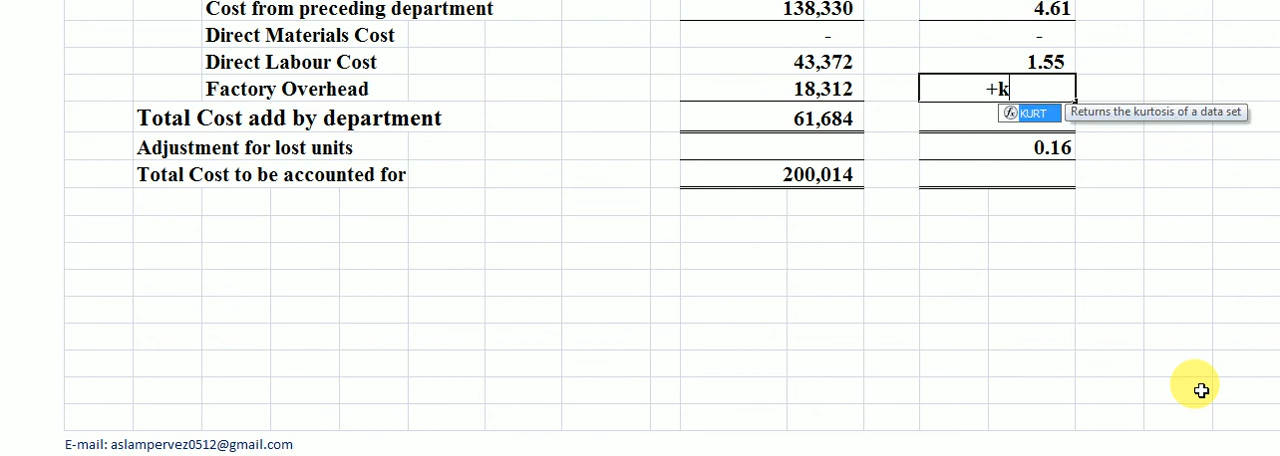 Cost from preceding department 138,330 4.61
Direct Materials Cost - -
Direct Labour Cost 43,372 1.55
Factory Overhead 18,312 +k
Total Cost add by department 61,684
KURT Returns the kurtosis of a data set
Adjustment for lost units 0.16
Total Cost to be accounted for 200,014
E-mail: aslampervez0512@gmail.com